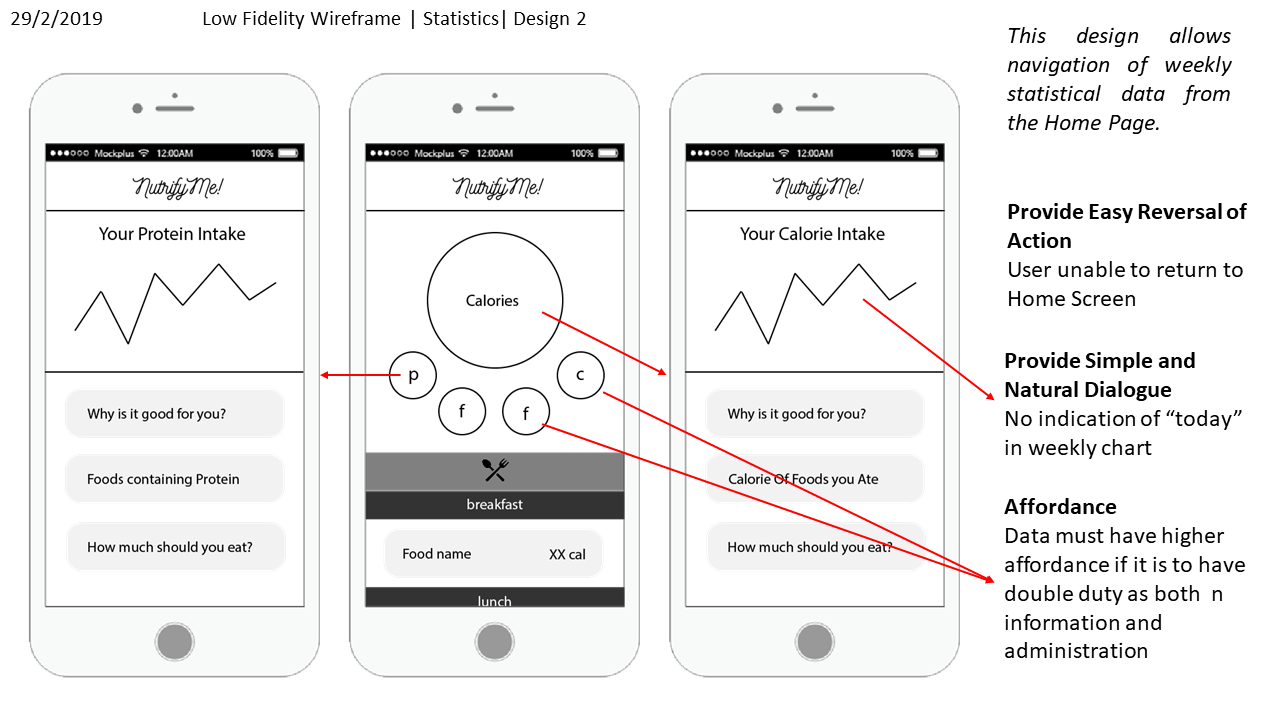 29/2/2019
Low Fidelity Wireframe | Statistics| Design 2
This design allows
navigation of weekly
statistical data from
the Home Page.
Mockplus 12:00AM 100%
Nutrify Me!
Your Protein Intake
Why is it good for you?
Foods containing Protein
How much should you eat?
Mockplus 12:00AM 100%
Nutrify Me!
Calories
p
f
f
c
breakfast
Food name XX cal
lunch
Mockplus 12:00AM 100%
Nutrify Me!
Your Calorie Intake
Why is it good for you?
Calorie Of Foods you Ate
How much should you eat?
Provide Easy Reversal of
Action
User unable to return to
Home Screen
Provide Simple and
Natural Dialogue
No indication of “today”
in weekly chart
Affordance
Data must have higher
affordance if it is to have
double duty as both n
information and
administration